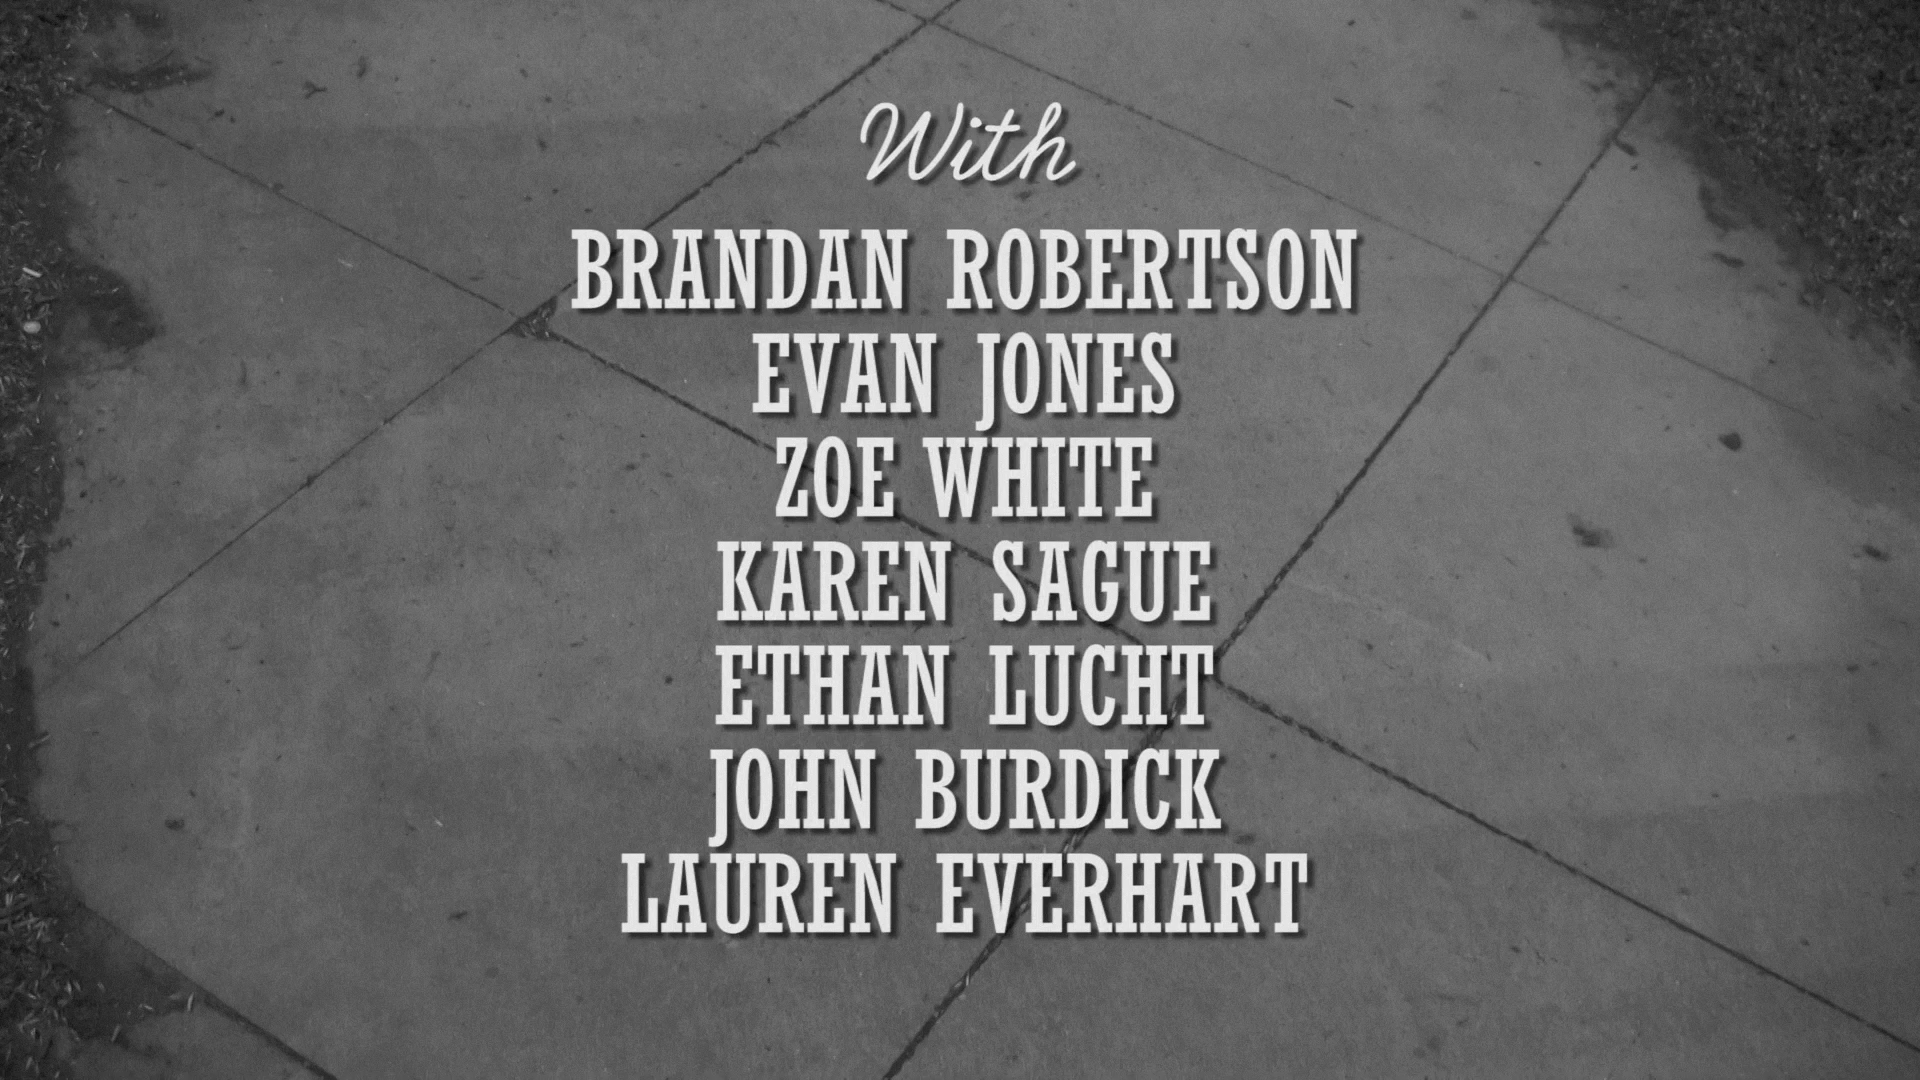 With
BRANDAN ROBERTSON
EVAN JONES
ZOE WHITE
KAREN SAGUE
ETHAN LUCHT
JOHN BURDICK
LAUREN EVERHART